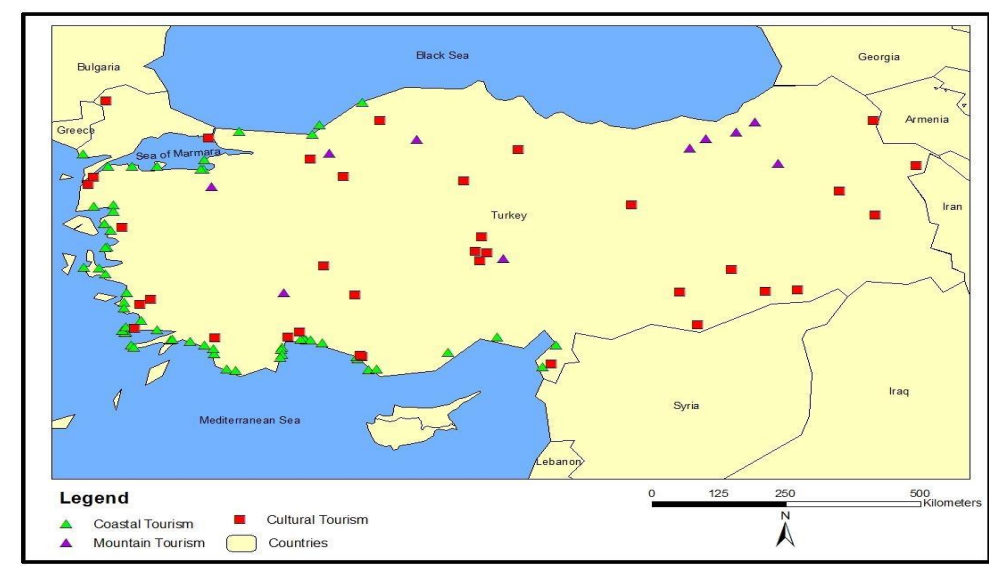 Black Sea
Georgia
Bulgaria
Armenia
Greece
Sea of Marmara
Iran
Turkey
Iraq
Syria
Mediterranean Sea
Lebanon
Legend
Coastal Tourism
Cultural Tourism
Mountain Tourism
Countries
0 125 250 500
Kilometers
N